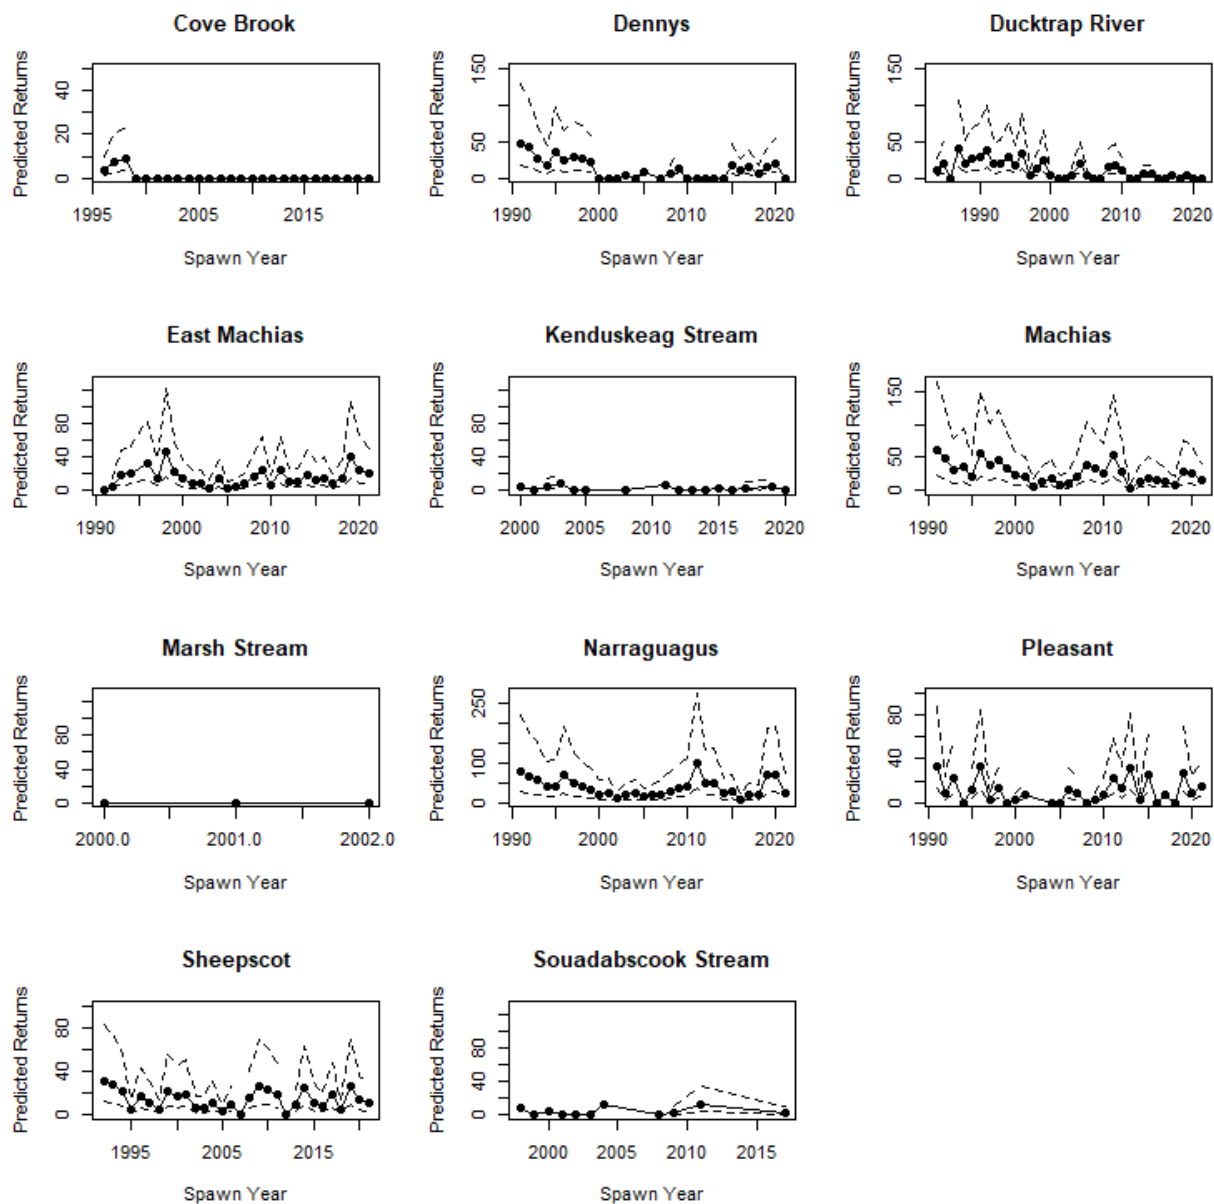 Cove Brook
Predicted Returns
0 20 40
1995 2005 2015
Spawn Year
Dennys
Predicted Returns
0 50 150
1990 2000 2010 2020
Spawn Year
Ducktrap River
Predicted Returns
0 50 150
1990 2000 2010 2020
Spawn Year
East Machias
Predicted Returns
0 40 80
1990 2000 2010 2020
Spawn Year
Kenduskeag Stream
Predicted Returns
0 40 80
2000 2005 2010 2015 2020
Spawn Year
Machias
Predicted Returns
0 50 150
1990 2000 2010 2020
Spawn Year
Marsh Stream
Predicted Returns
0 40 80
2000.0 2001.0 2002.0
Spawn Year
Narraguagus
Predicted Returns
0 100 250
1990 2000 2010 2020
Spawn Year
Pleasant
Predicted Returns
0 40 80
1990 2000 2010 2020
Spawn Year
Sheepscot
Predicted Returns
0 40 80
1995 2005 2015
Spawn Year
Souadabscook Stream
Predicted Returns
0 40 80
2000 2005 2010 2015
Spawn Year